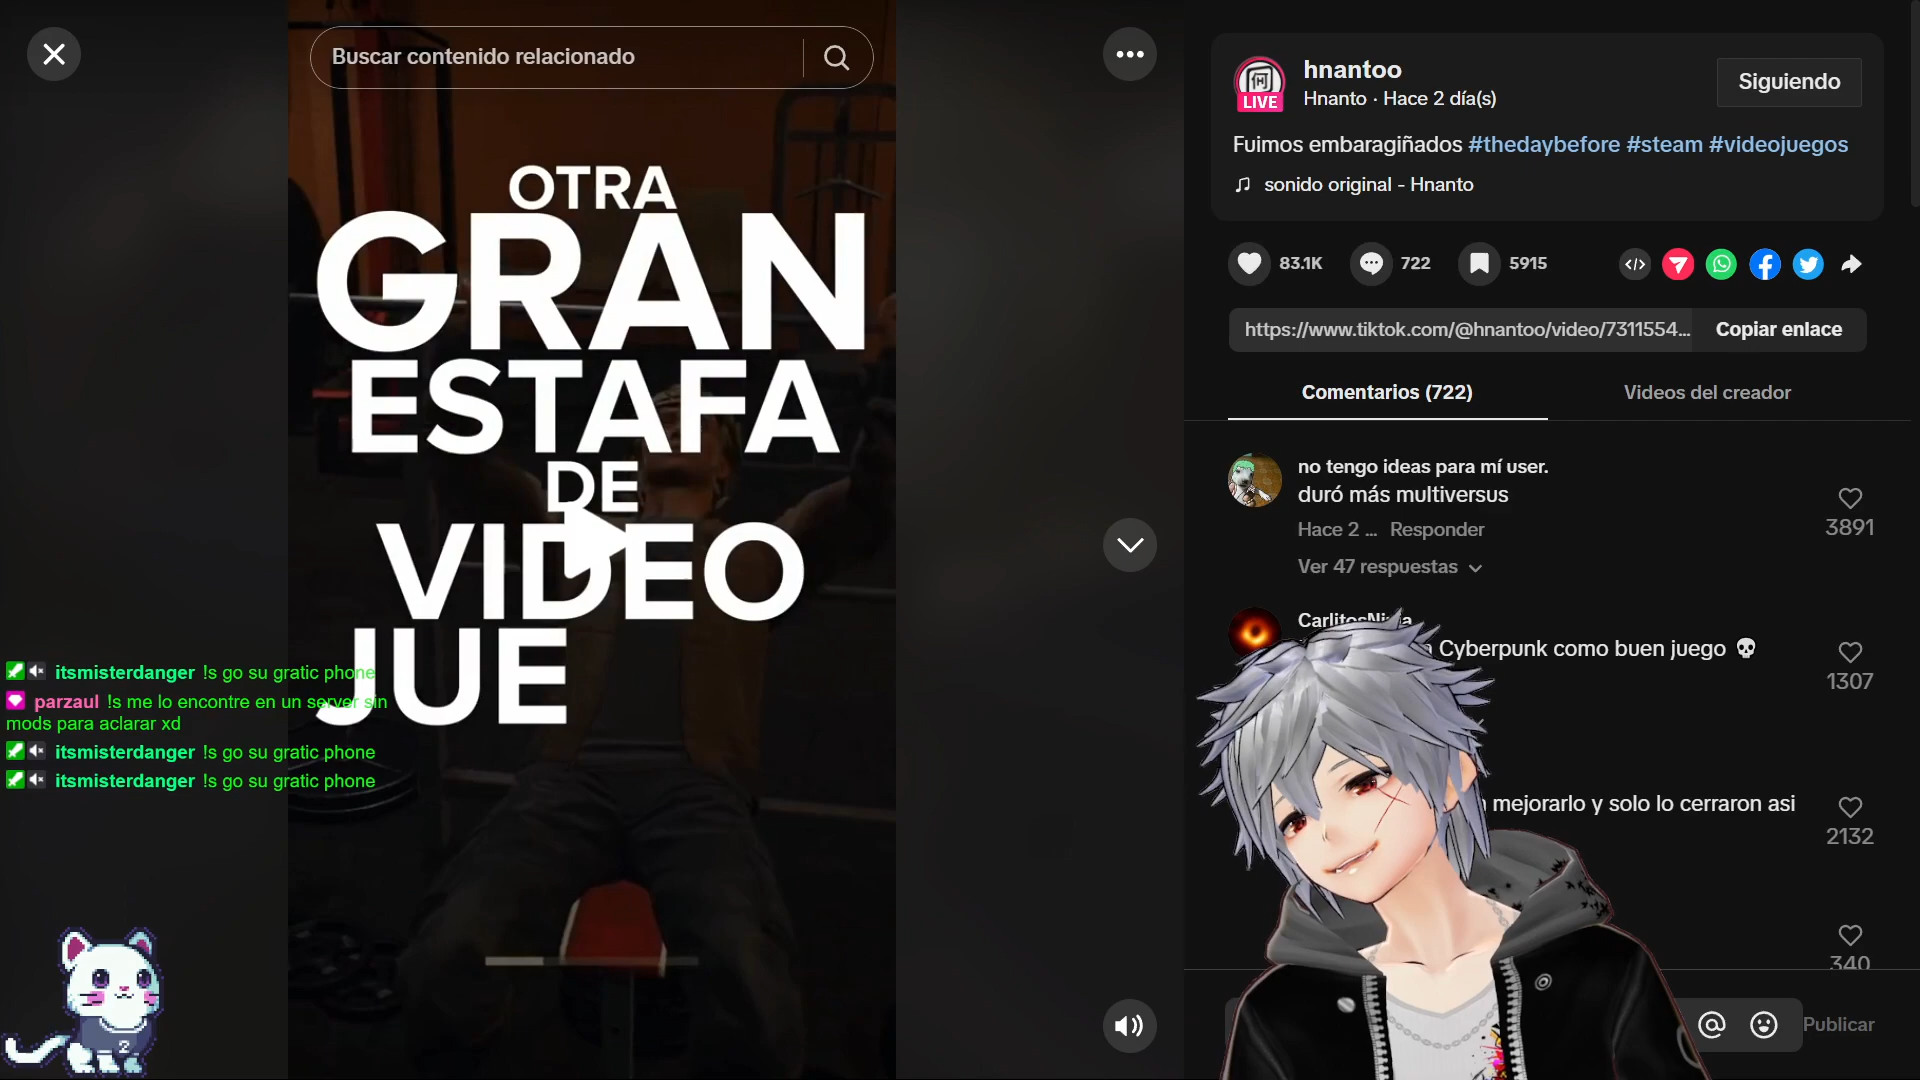 Buscar contenido relacionado
OTRA
GRAN
ESTAFA
DE
VIDEO
JUE
itsmisterdanger !s go su gratic phone
parzaul !s me lo encontre en un server sin
mods para aclarar xd
itsmisterdanger !s go su gratic phone
itsmisterdanger !s go su gratic phone
2
hnantoo
LIVE
Hnanto · Hace 2 día(s)
Siguiendo
Fuimos embaragiñados #thedaybefore #steam #videojuegos
sonido original - Hnanto
83.1K
722
5915
https://www.tiktok.com/@hnantoo/video/7311554...
Copiar enlace
Comentarios (722)
Videos del creador
no tengo ideas para mí user.
duró más multiversus
Hace 2 ... Responder
3891
Ver 47 respuestas
CarlitosNinja
Cyberpunk como buen juego 💀
1307
mejorarlo y solo lo cerraron asi
2132
340
Publicar